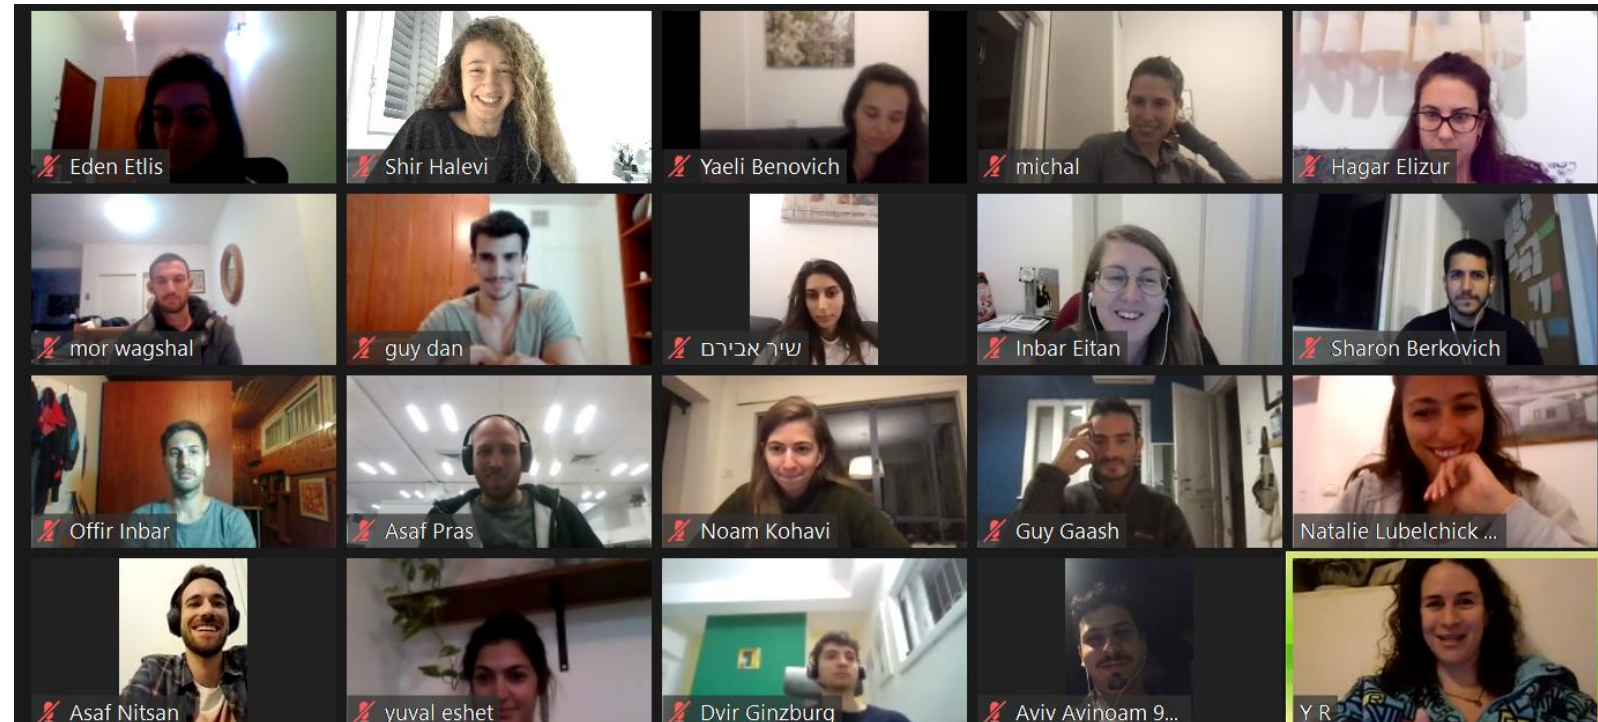 Eden Etlis
Shir Halevi
Yaeli Benovich
michal
Hagar Elizur
mor wagshal
guy dan
שיר אבירם
Inbar Eitan
Sharon Berkovich
Offir Inbar
Asaf Pras
Noam Kohavi
Guy Gaash
Natalie Lubelchick ...
Asaf Nitsan
yuval eshet
Dvir Ginzburg
Aviv Avinoam 9...
Y R